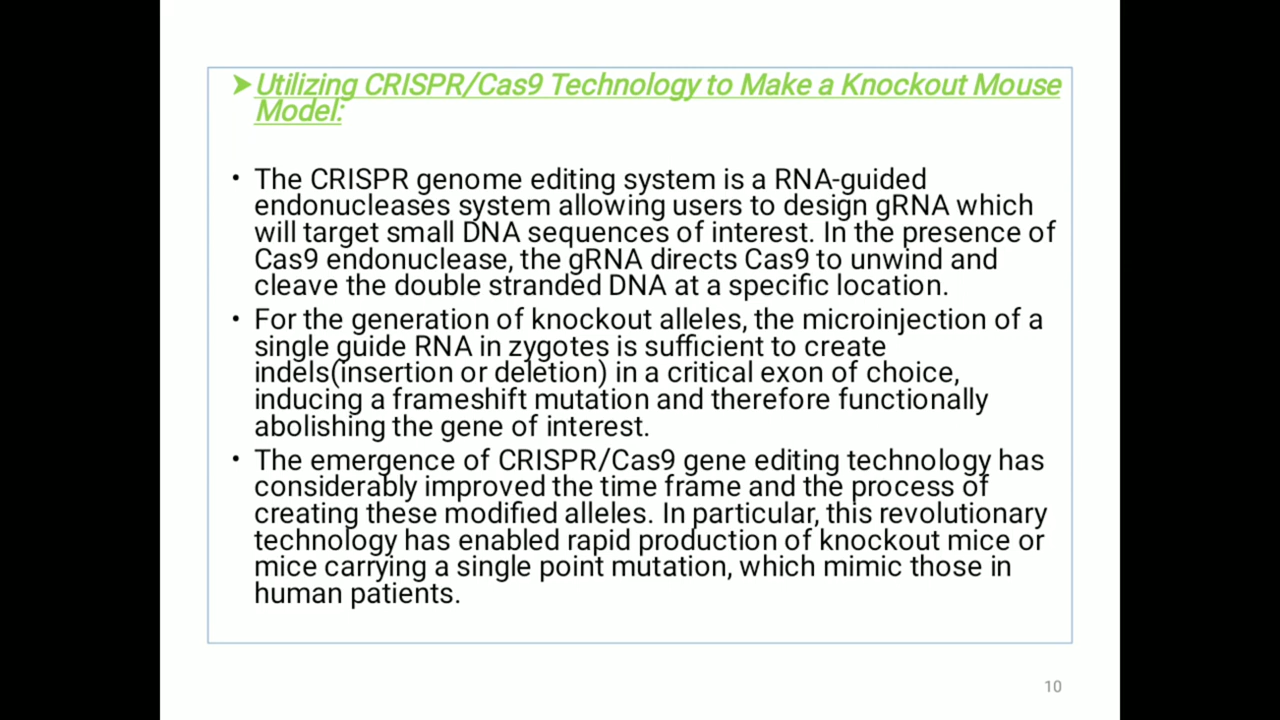 ➤Utilizing CRISPR/Cas9 Technology to Make a Knockout Mouse
Model:
• The CRISPR genome editing system is a RNA-guided
endonucleases system allowing users to design gRNA which
will target small DNA sequences of interest. In the presence of
Cas9 endonuclease, the gRNA directs Cas9 to unwind and
cleave the double stranded DNA at a specific location.
• For the generation of knockout alleles, the microinjection of a
single guide RNA in zygotes is sufficient to create
indels(insertion or deletion) in a critical exon of choice,
inducing a frameshift mutation and therefore functionally
abolishing the gene of interest.
• The emergence of CRISPR/Cas9 gene editing technology has
considerably improved the time frame and the process of
creating these modified alleles. In particular, this revolutionary
technology has enabled rapid production of knockout mice or
mice carrying a single point mutation, which mimic those in
human patients.
10